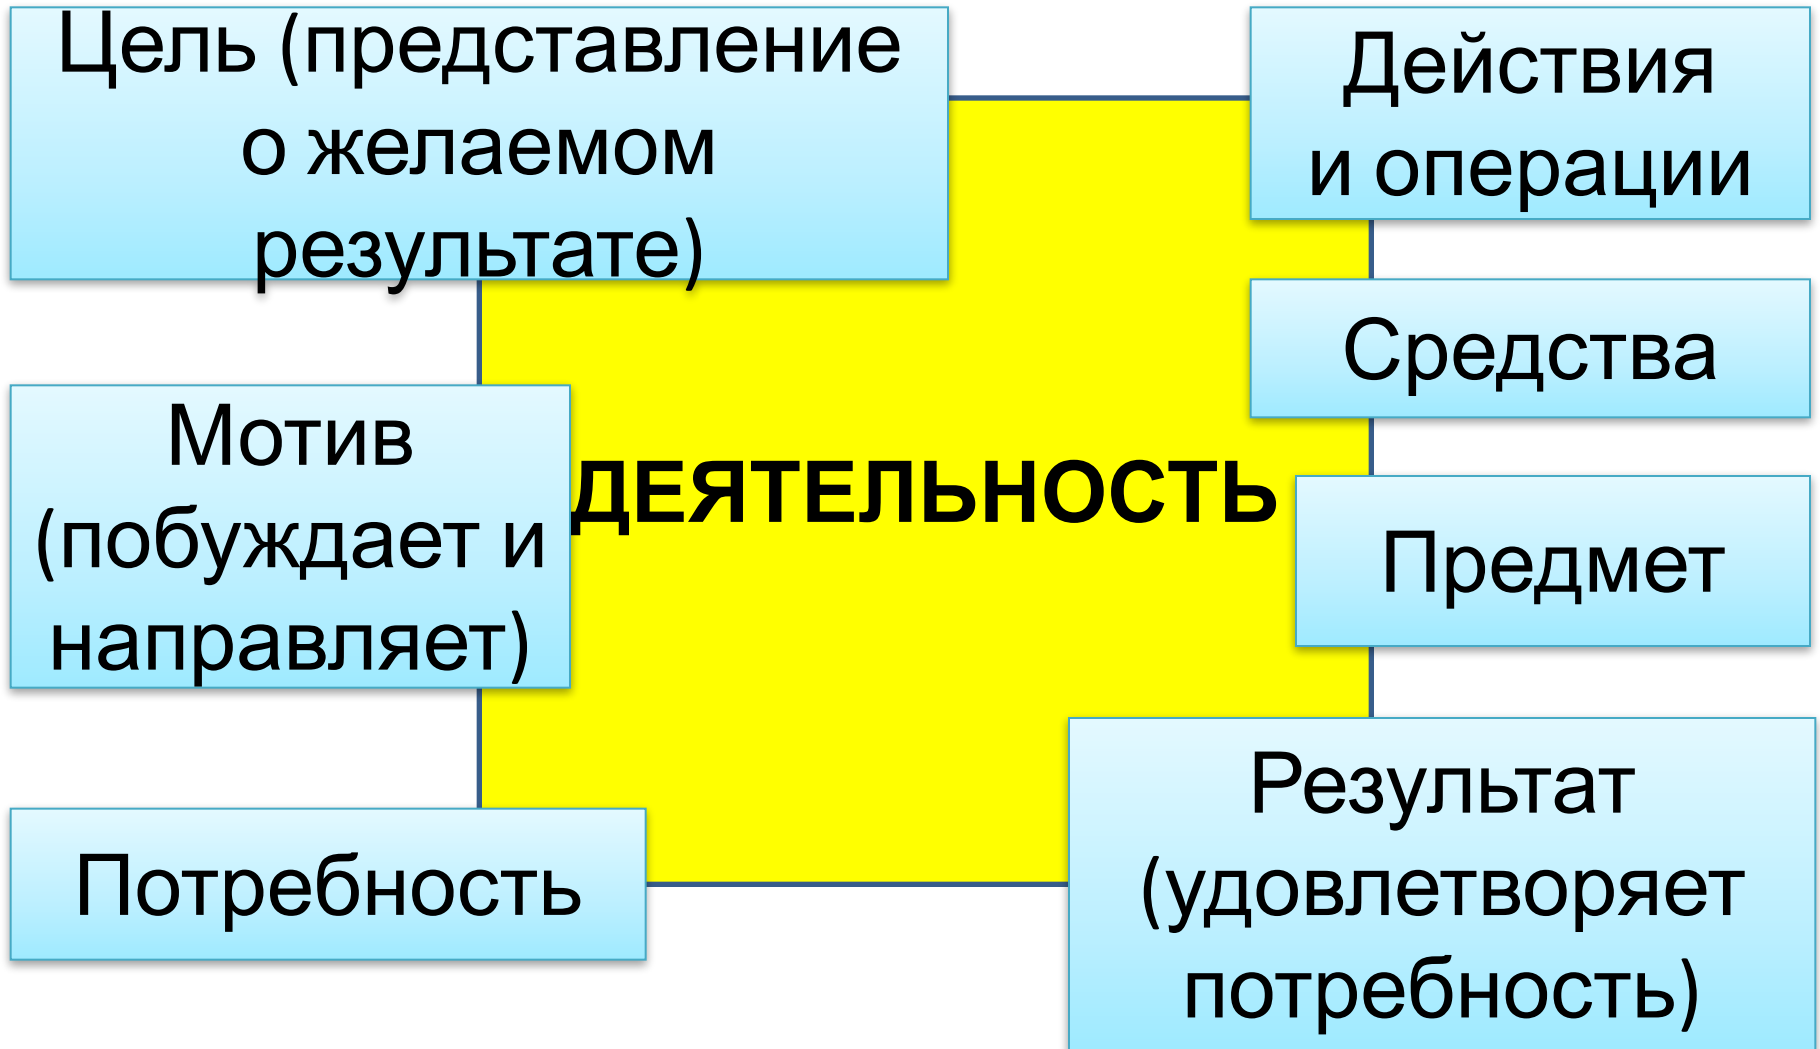 Цель (представление
о желаемом
результате)
Мотив
(побуждает и
направляет)
Потребность
ДЕЯТЕЛЬНОСТЬ
Действия
и операции
Средства
Предмет
Результат
(удовлетворяет
потребность)